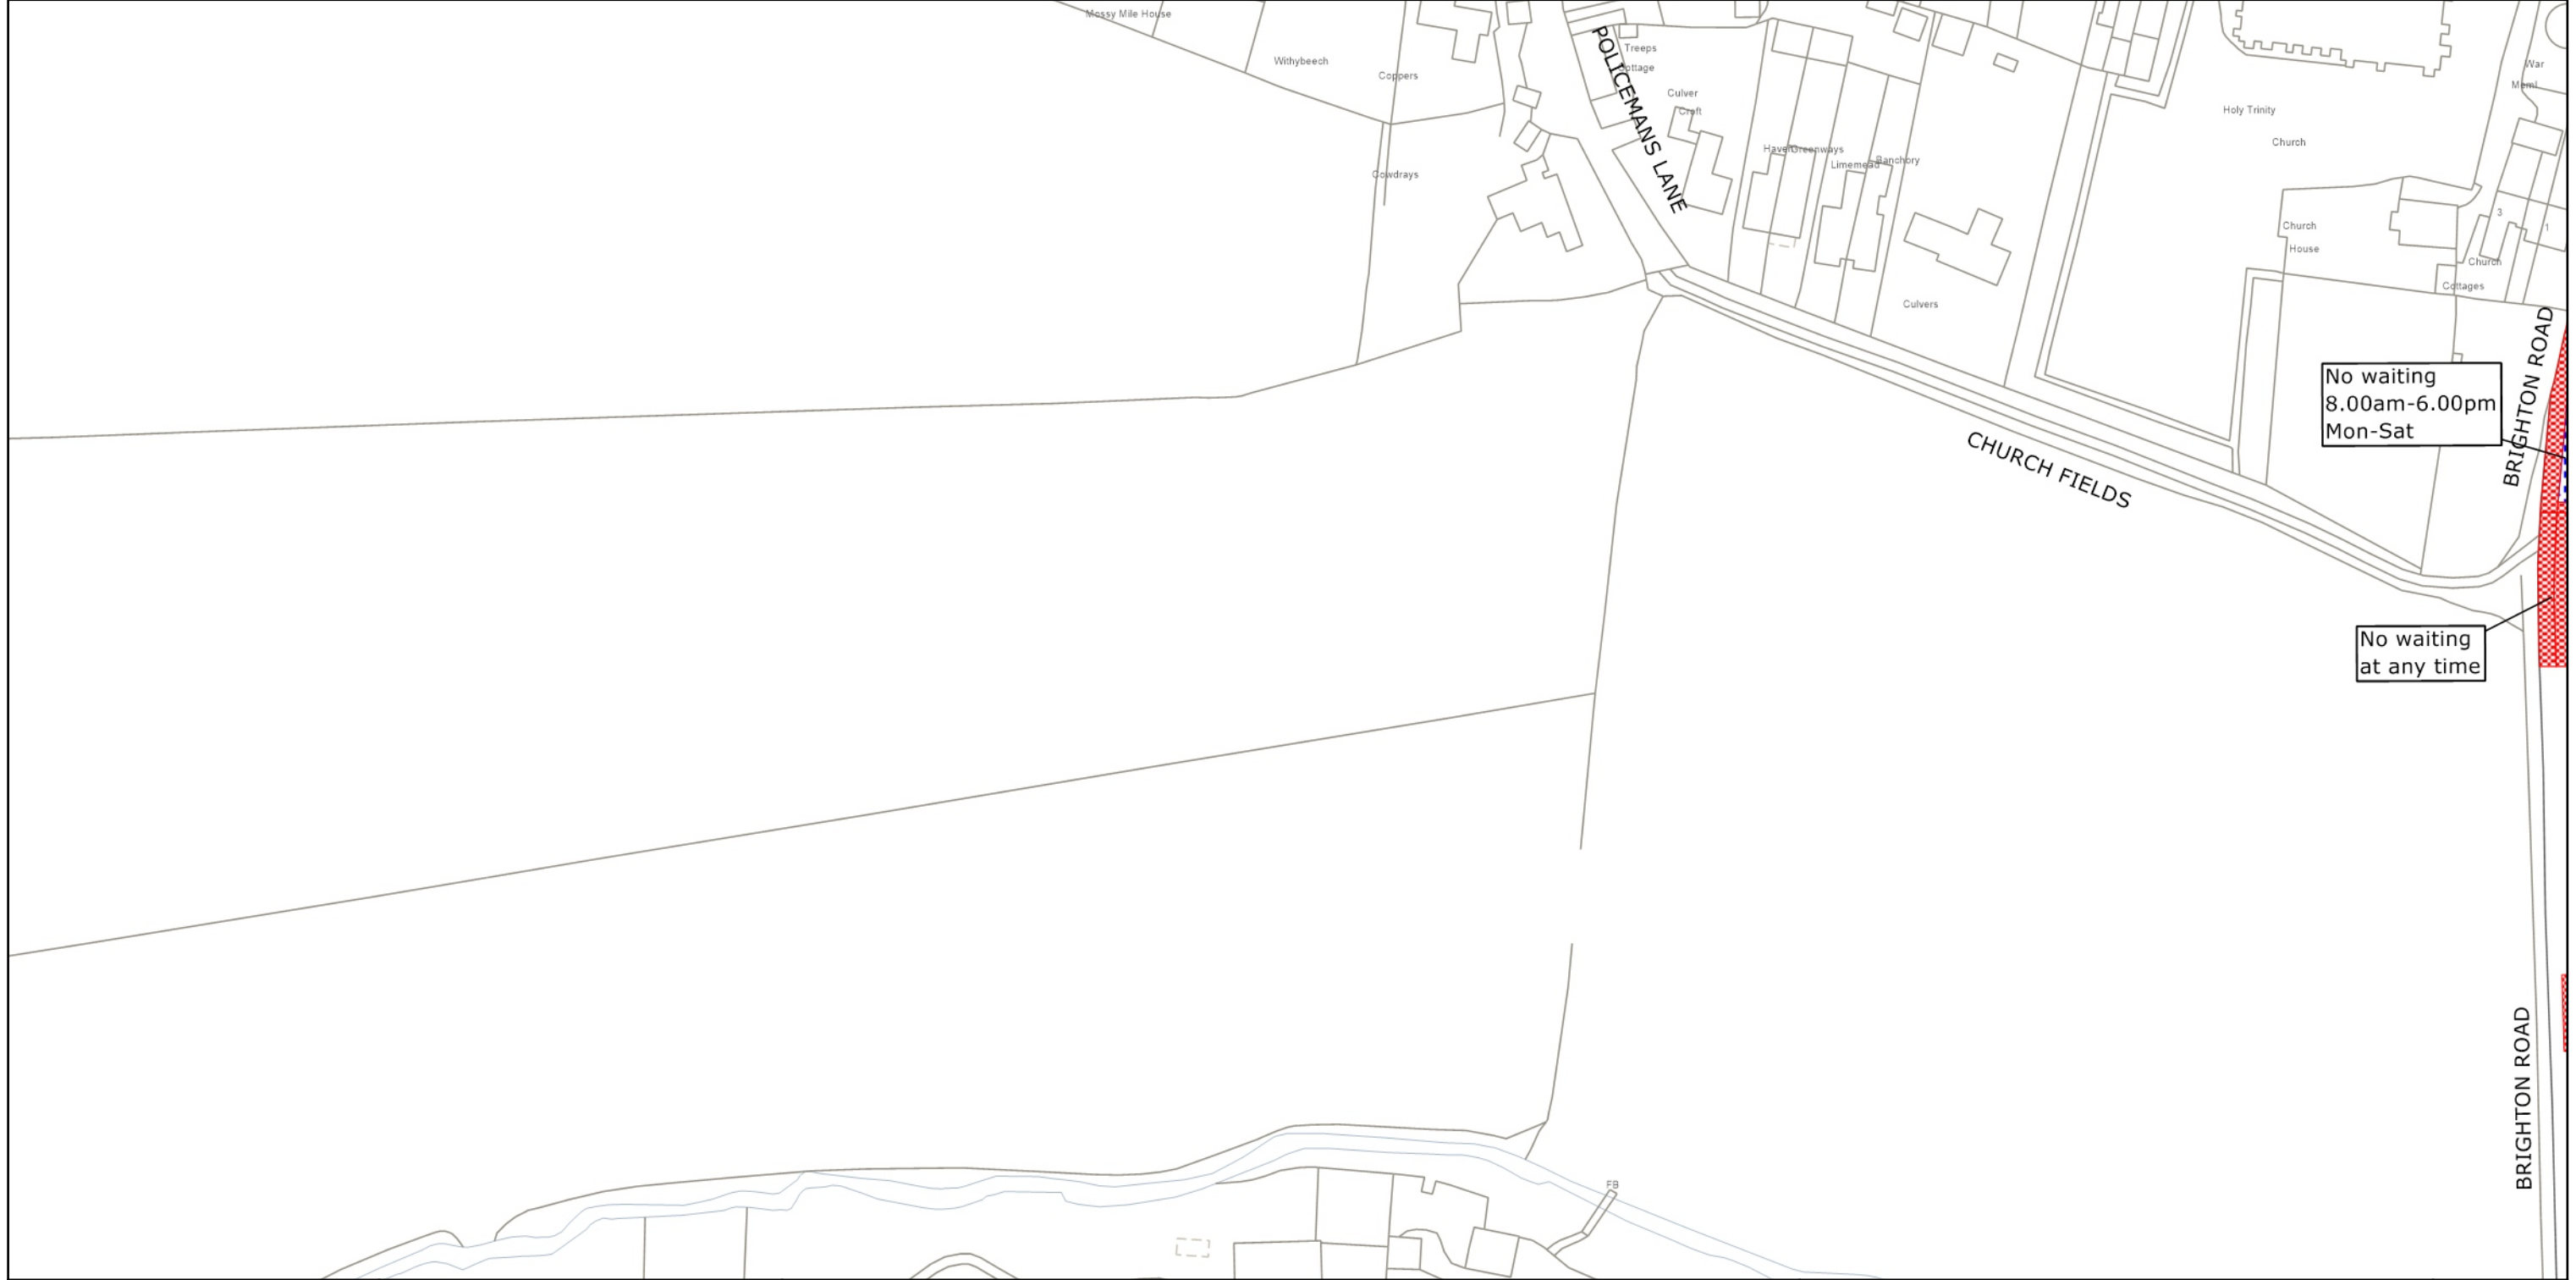 Mossy Mile House
Withybeech
Coppers
Cowdrays
POLICEMANS LANE
Treeps
Cottage
Culver
Croft
Haven
Greenways
Limemead
Banchory
Culvers
Holy Trinity
Church
War
Meml
Church
House
3
1
Church
Cottages
BRIGHTON ROAD
No waiting
8.00am-6.00pm
Mon-Sat
CHURCH FIELDS
No waiting
at any time
BRIGHTON ROAD
FB